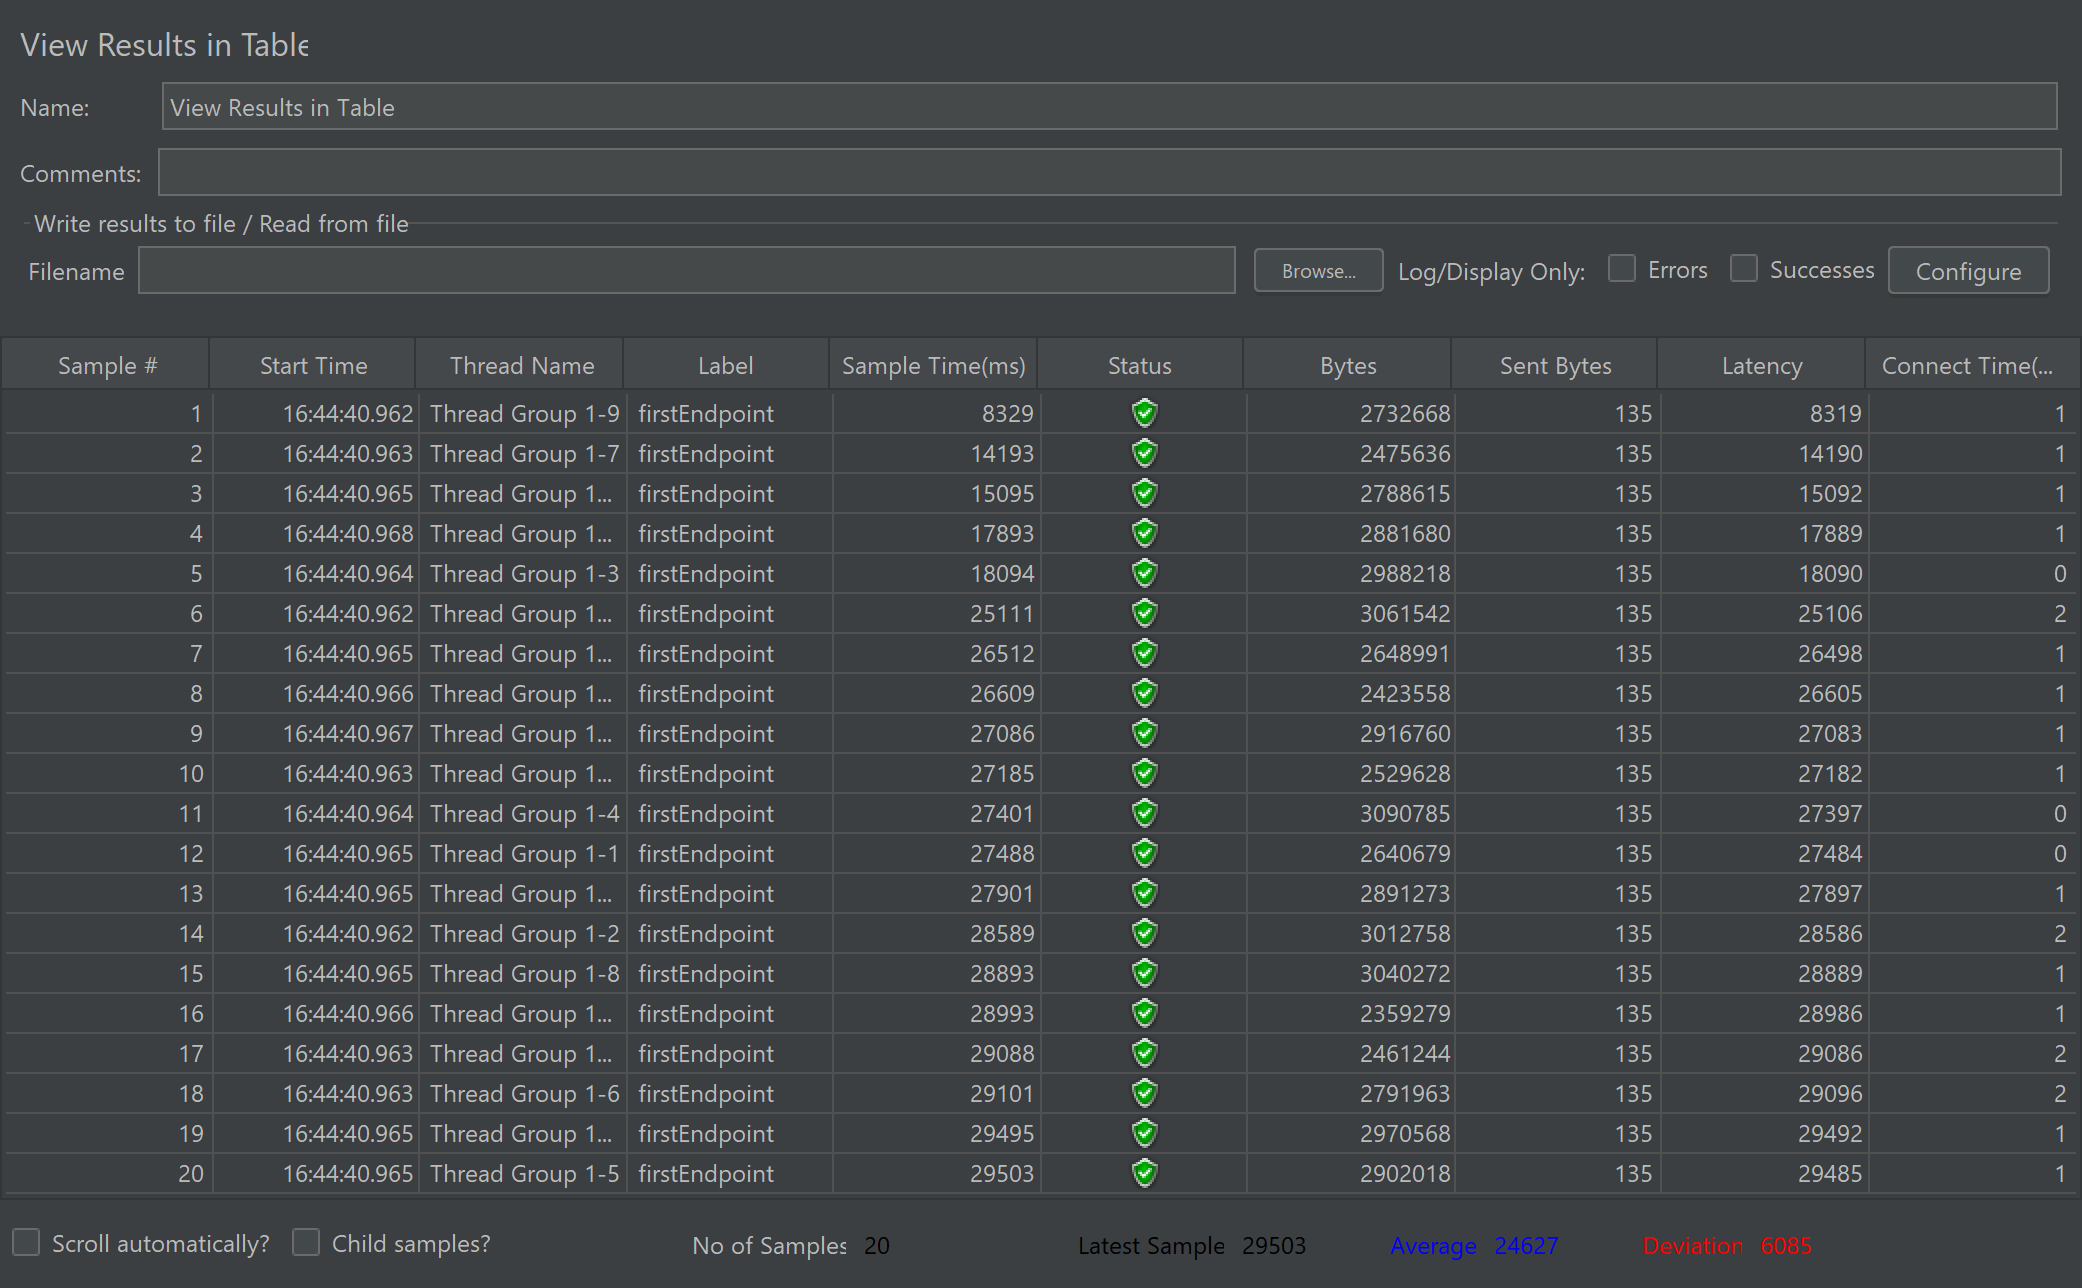 View Results in Table
Name: View Results in Table
Comments:
Write results to file / Read from file
Filename Browse... Log/Display Only: Errors Successes Configure
Sample # Start Time Thread Name Label Sample Time(ms) Status Bytes Sent Bytes Latency Connect Time(...
1 16:44:40.962 Thread Group 1-9 firstEndpoint 8329 2732668 135 8319 1
2 16:44:40.963 Thread Group 1-7 firstEndpoint 14193 2475636 135 14190 1
3 16:44:40.965 Thread Group 1... firstEndpoint 15095 2788615 135 15092 1
4 16:44:40.968 Thread Group 1... firstEndpoint 17893 2881680 135 17889 1
5 16:44:40.964 Thread Group 1-3 firstEndpoint 18094 2988218 135 18090 0
6 16:44:40.962 Thread Group 1... firstEndpoint 25111 3061542 135 25106 2
7 16:44:40.965 Thread Group 1... firstEndpoint 26512 2648991 135 26498 1
8 16:44:40.966 Thread Group 1... firstEndpoint 26609 2423558 135 26605 1
9 16:44:40.967 Thread Group 1... firstEndpoint 27086 2916760 135 27083 1
10 16:44:40.963 Thread Group 1... firstEndpoint 27185 2529628 135 27182 1
11 16:44:40.964 Thread Group 1-4 firstEndpoint 27401 3090785 135 27397 0
12 16:44:40.965 Thread Group 1-1 firstEndpoint 27488 2640679 135 27484 0
13 16:44:40.965 Thread Group 1... firstEndpoint 27901 2891273 135 27897 1
14 16:44:40.962 Thread Group 1-2 firstEndpoint 28589 3012758 135 28586 2
15 16:44:40.965 Thread Group 1-8 firstEndpoint 28893 3040272 135 28889 1
16 16:44:40.966 Thread Group 1... firstEndpoint 28993 2359279 135 28986 1
17 16:44:40.963 Thread Group 1... firstEndpoint 29088 2461244 135 29086 2
18 16:44:40.963 Thread Group 1-6 firstEndpoint 29101 2791963 135 29096 2
19 16:44:40.965 Thread Group 1... firstEndpoint 29495 2970568 135 29492 1
20 16:44:40.965 Thread Group 1-5 firstEndpoint 29503 2902018 135 29485 1
Scroll automatically? Child samples? No of Samples 20 Latest Sample 29503 Average 24627 Deviation 6085